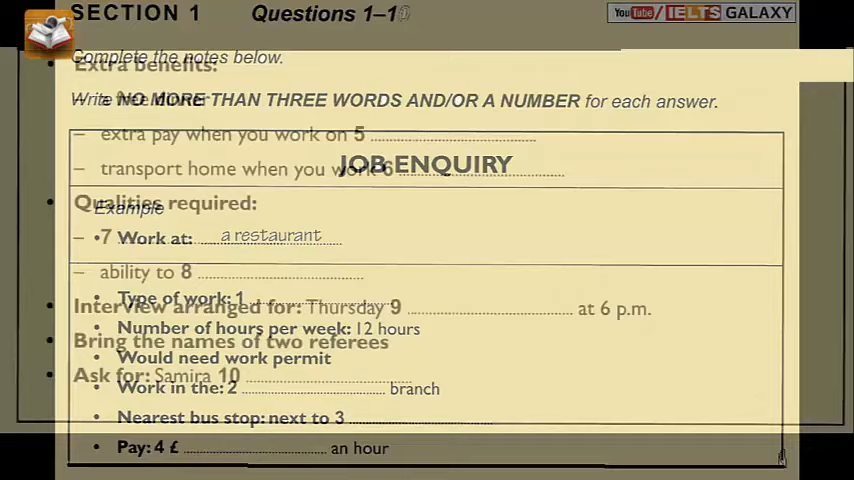 SECTION 1 Questions 1–10
YouTube/IELTS GALAXY
Complete the notes below.
Write NO MORE THAN THREE WORDS AND/OR A NUMBER for each answer.
JOB ENQUIRY
Example
• Work at: a restaurant
• Type of work: 1
• Number of hours per week: 12 hours
• Would need work permit
• Work in the: 2 branch
• Nearest bus stop: next to 3
• Pay: 4 £ an hour
• Extra benefits:
– a free dinner
– extra pay when you work on 5
– transport home when you work 6
• Qualities required:
– 7
– ability to 8
• Interview arranged for: Thursday 9 at 6 p.m.
• Bring the names of two referees
• Ask for: Samira 10